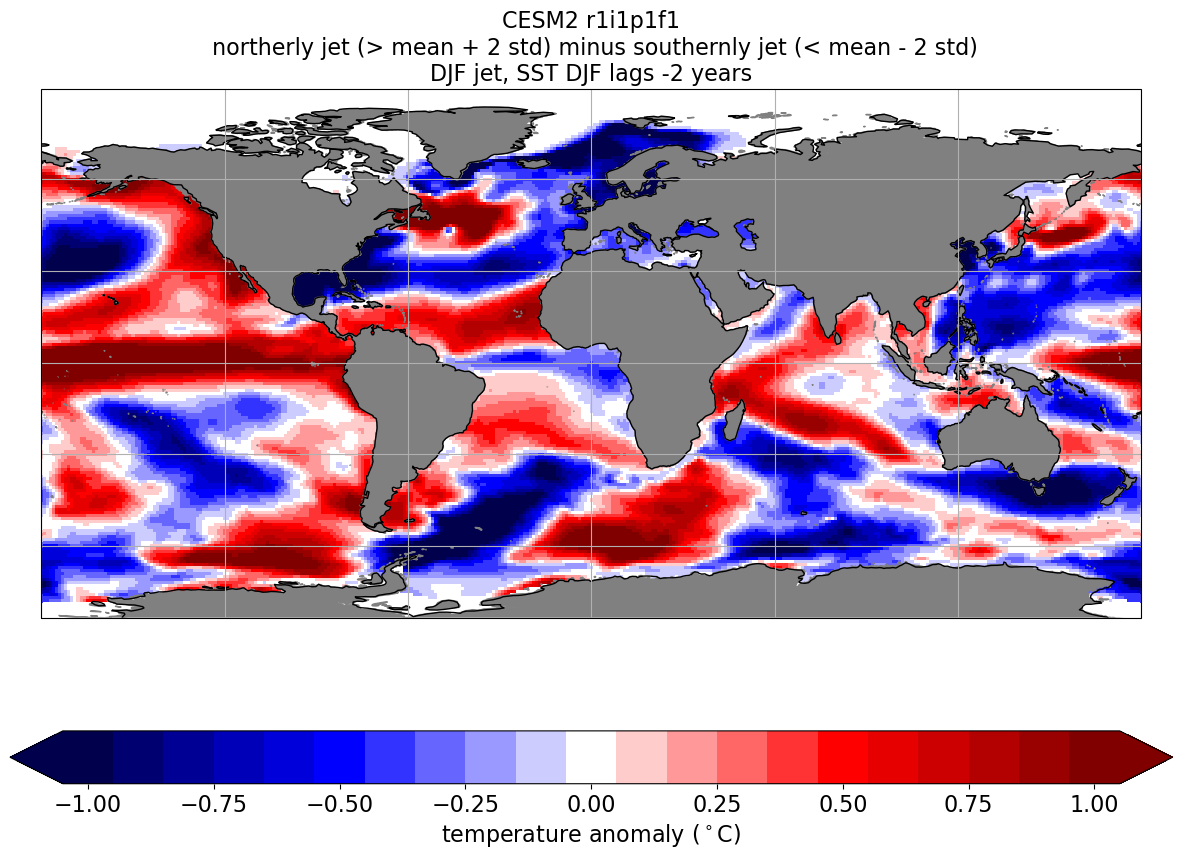 CESM2 r1i1p1f1
northerly jet (> mean + 2 std) minus southernly jet (< mean - 2 std)
DJF jet, SST DJF lags -2 years
−1.00 −0.75 −0.50 −0.25 0.00 0.25 0.50 0.75 1.00
temperature anomaly (°C)